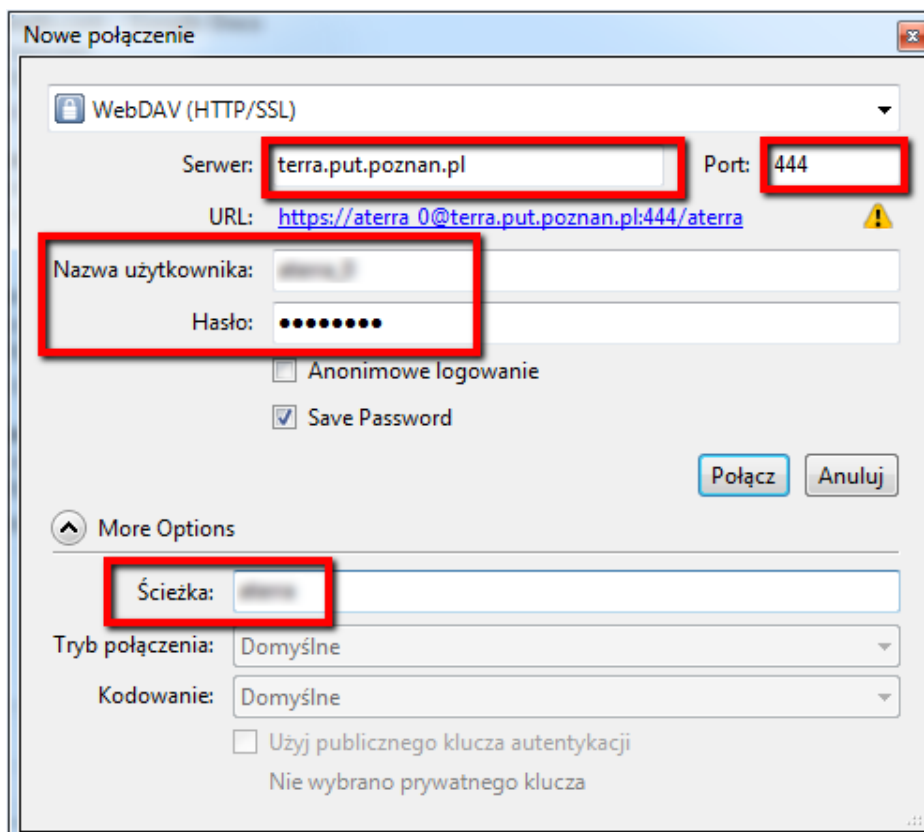 Nowe połączenie
WebDAV (HTTP/SSL)
Serwer: terra.put.poznan.pl Port: 444
URL: https://aterra_0@terra.put.poznan.pl:444/aterra
Nazwa użytkownika:
Hasło: ••••••••
Anonimowe logowanie
Save Password
Połącz Anuluj
More Options
Ścieżka:
Tryb połączenia: Domyślne
Kodowanie: Domyślne
Użyj publicznego klucza autentykacji
Nie wybrano prywatnego klucza